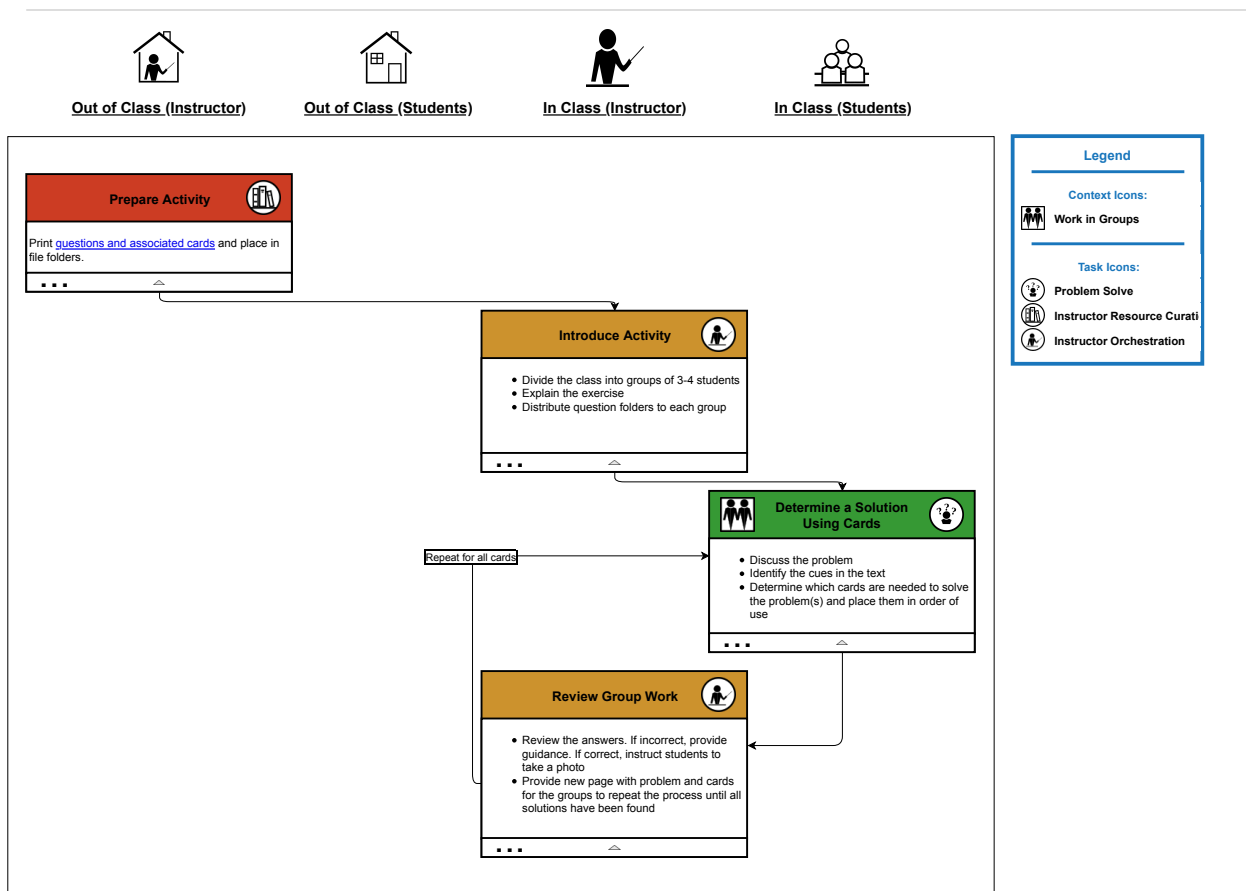 Out of Class (Instructor)
Out of Class (Students)
In Class (Instructor)
In Class (Students)
Prepare Activity
Print questions and associated cards and place in
file folders.
Introduce Activity
• Divide the class into groups of 3-4 students
• Explain the exercise
• Distribute question folders to each group
Determine a Solution
Using Cards
• Discuss the problem
• Identify the cues in the text
• Determine which cards are needed to solve
the problem(s) and place them in order of
use
Repeat for all cards
Review Group Work
• Review the answers. If incorrect, provide
guidance. If correct, instruct students to
take a photo
• Provide new page with problem and cards
for the groups to repeat the process until all
solutions have been found
Legend
Context Icons:
Work in Groups
Task Icons:
Problem Solve
Instructor Resource Curati
Instructor Orchestration